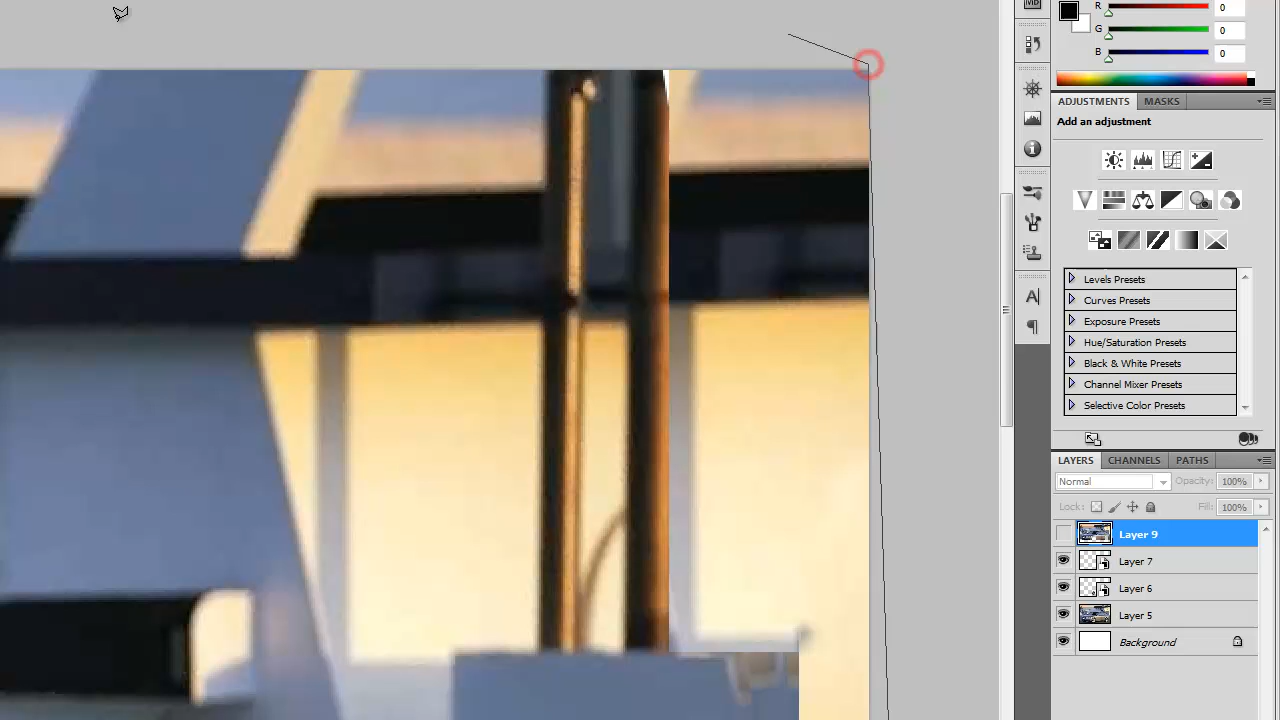 R 0
G 0
B 0
ADJUSTMENTS MASKS
Add an adjustment
Levels Presets
Curves Presets
Exposure Presets
Hue/Saturation Presets
Black & White Presets
Channel Mixer Presets
Selective Color Presets
LAYERS CHANNELS PATHS
Normal Opacity: 100%
Lock: Fill: 100%
Layer 9
Layer 7
Layer 6
Layer 5
Background